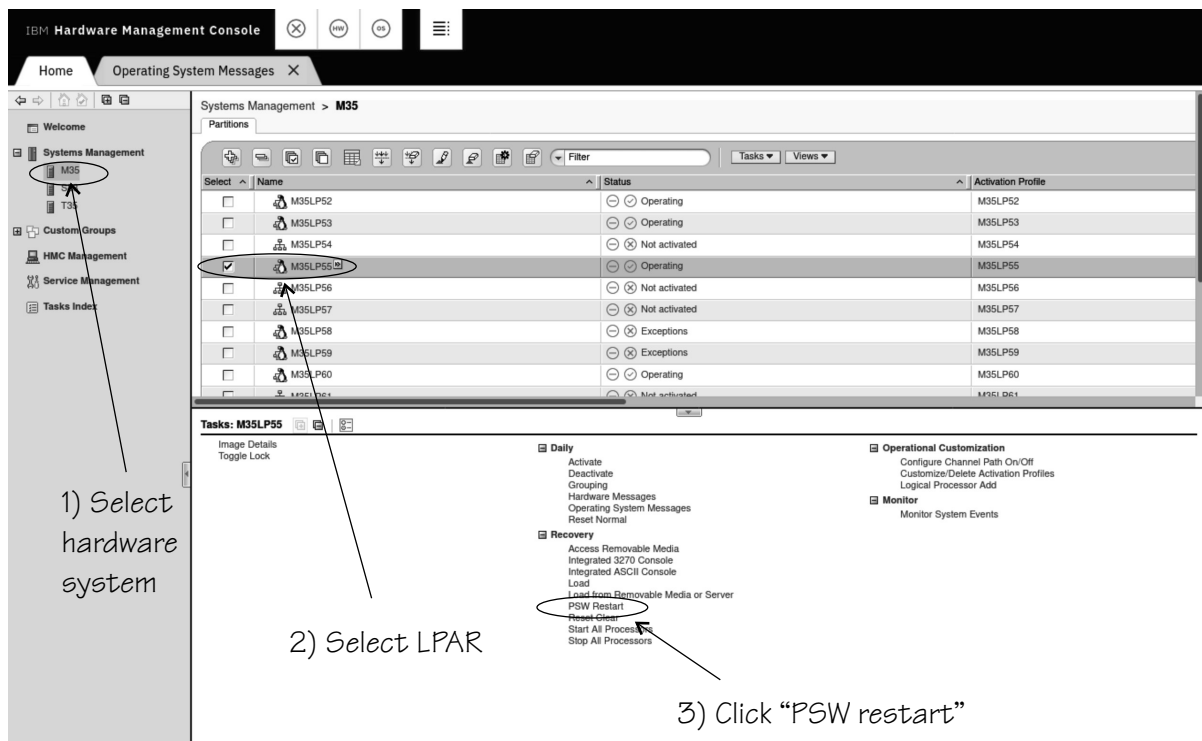 IBM Hardware Management Console
HW
OS
Home
Operating System Messages X
Welcome
Systems Management
M35
T35
Custom Groups
HMC Management
Service Management
Tasks Index
Systems Management > M35
Partitions
Filter
Tasks
Views
Select Name Status Activation Profile
M35LP52 Operating M35LP52
M35LP53 Operating M35LP53
M35LP54 Not activated M35LP54
M35LP55 Operating M35LP55
M35LP56 Not activated M35LP56
M35LP57 Not activated M35LP57
M35LP58 Exceptions M35LP58
M35LP59 Exceptions M35LP59
M35LP60 Operating M35LP60
M35LP61 Not activated M35LP61
Tasks: M35LP55
Image Details
Toggle Lock
Daily
Activate
Deactivate
Grouping
Hardware Messages
Operating System Messages
Reset Normal
Recovery
Access Removable Media
Integrated 3270 Console
Integrated ASCII Console
Load
Load from Removable Media or Server
PSW Restart
Reset Clear
Start All Processors
Stop All Processors
Operational Customization
Configure Channel Path On/Off
Customize/Delete Activation Profiles
Logical Processor Add
Monitor
Monitor System Events
1) Select
hardware
system
2) Select LPAR
3) Click “PSW restart”